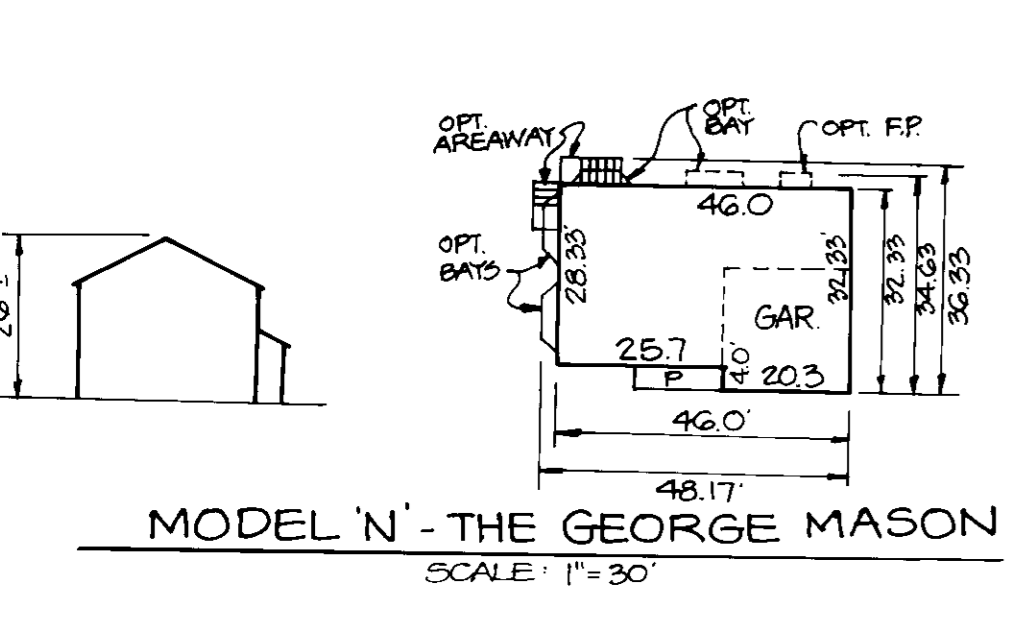 OPT.
AREAWAY
OPT.
BAY
OPT. F.P.
46.0
OPT.
BAYS
28.33'
32.33'
32.33
34.63
36.33
GAR.
25.7
P
4.0'
20.3
46.0'
48.17'
MODEL 'N' - THE GEORGE MASON
SCALE: 1"=30'